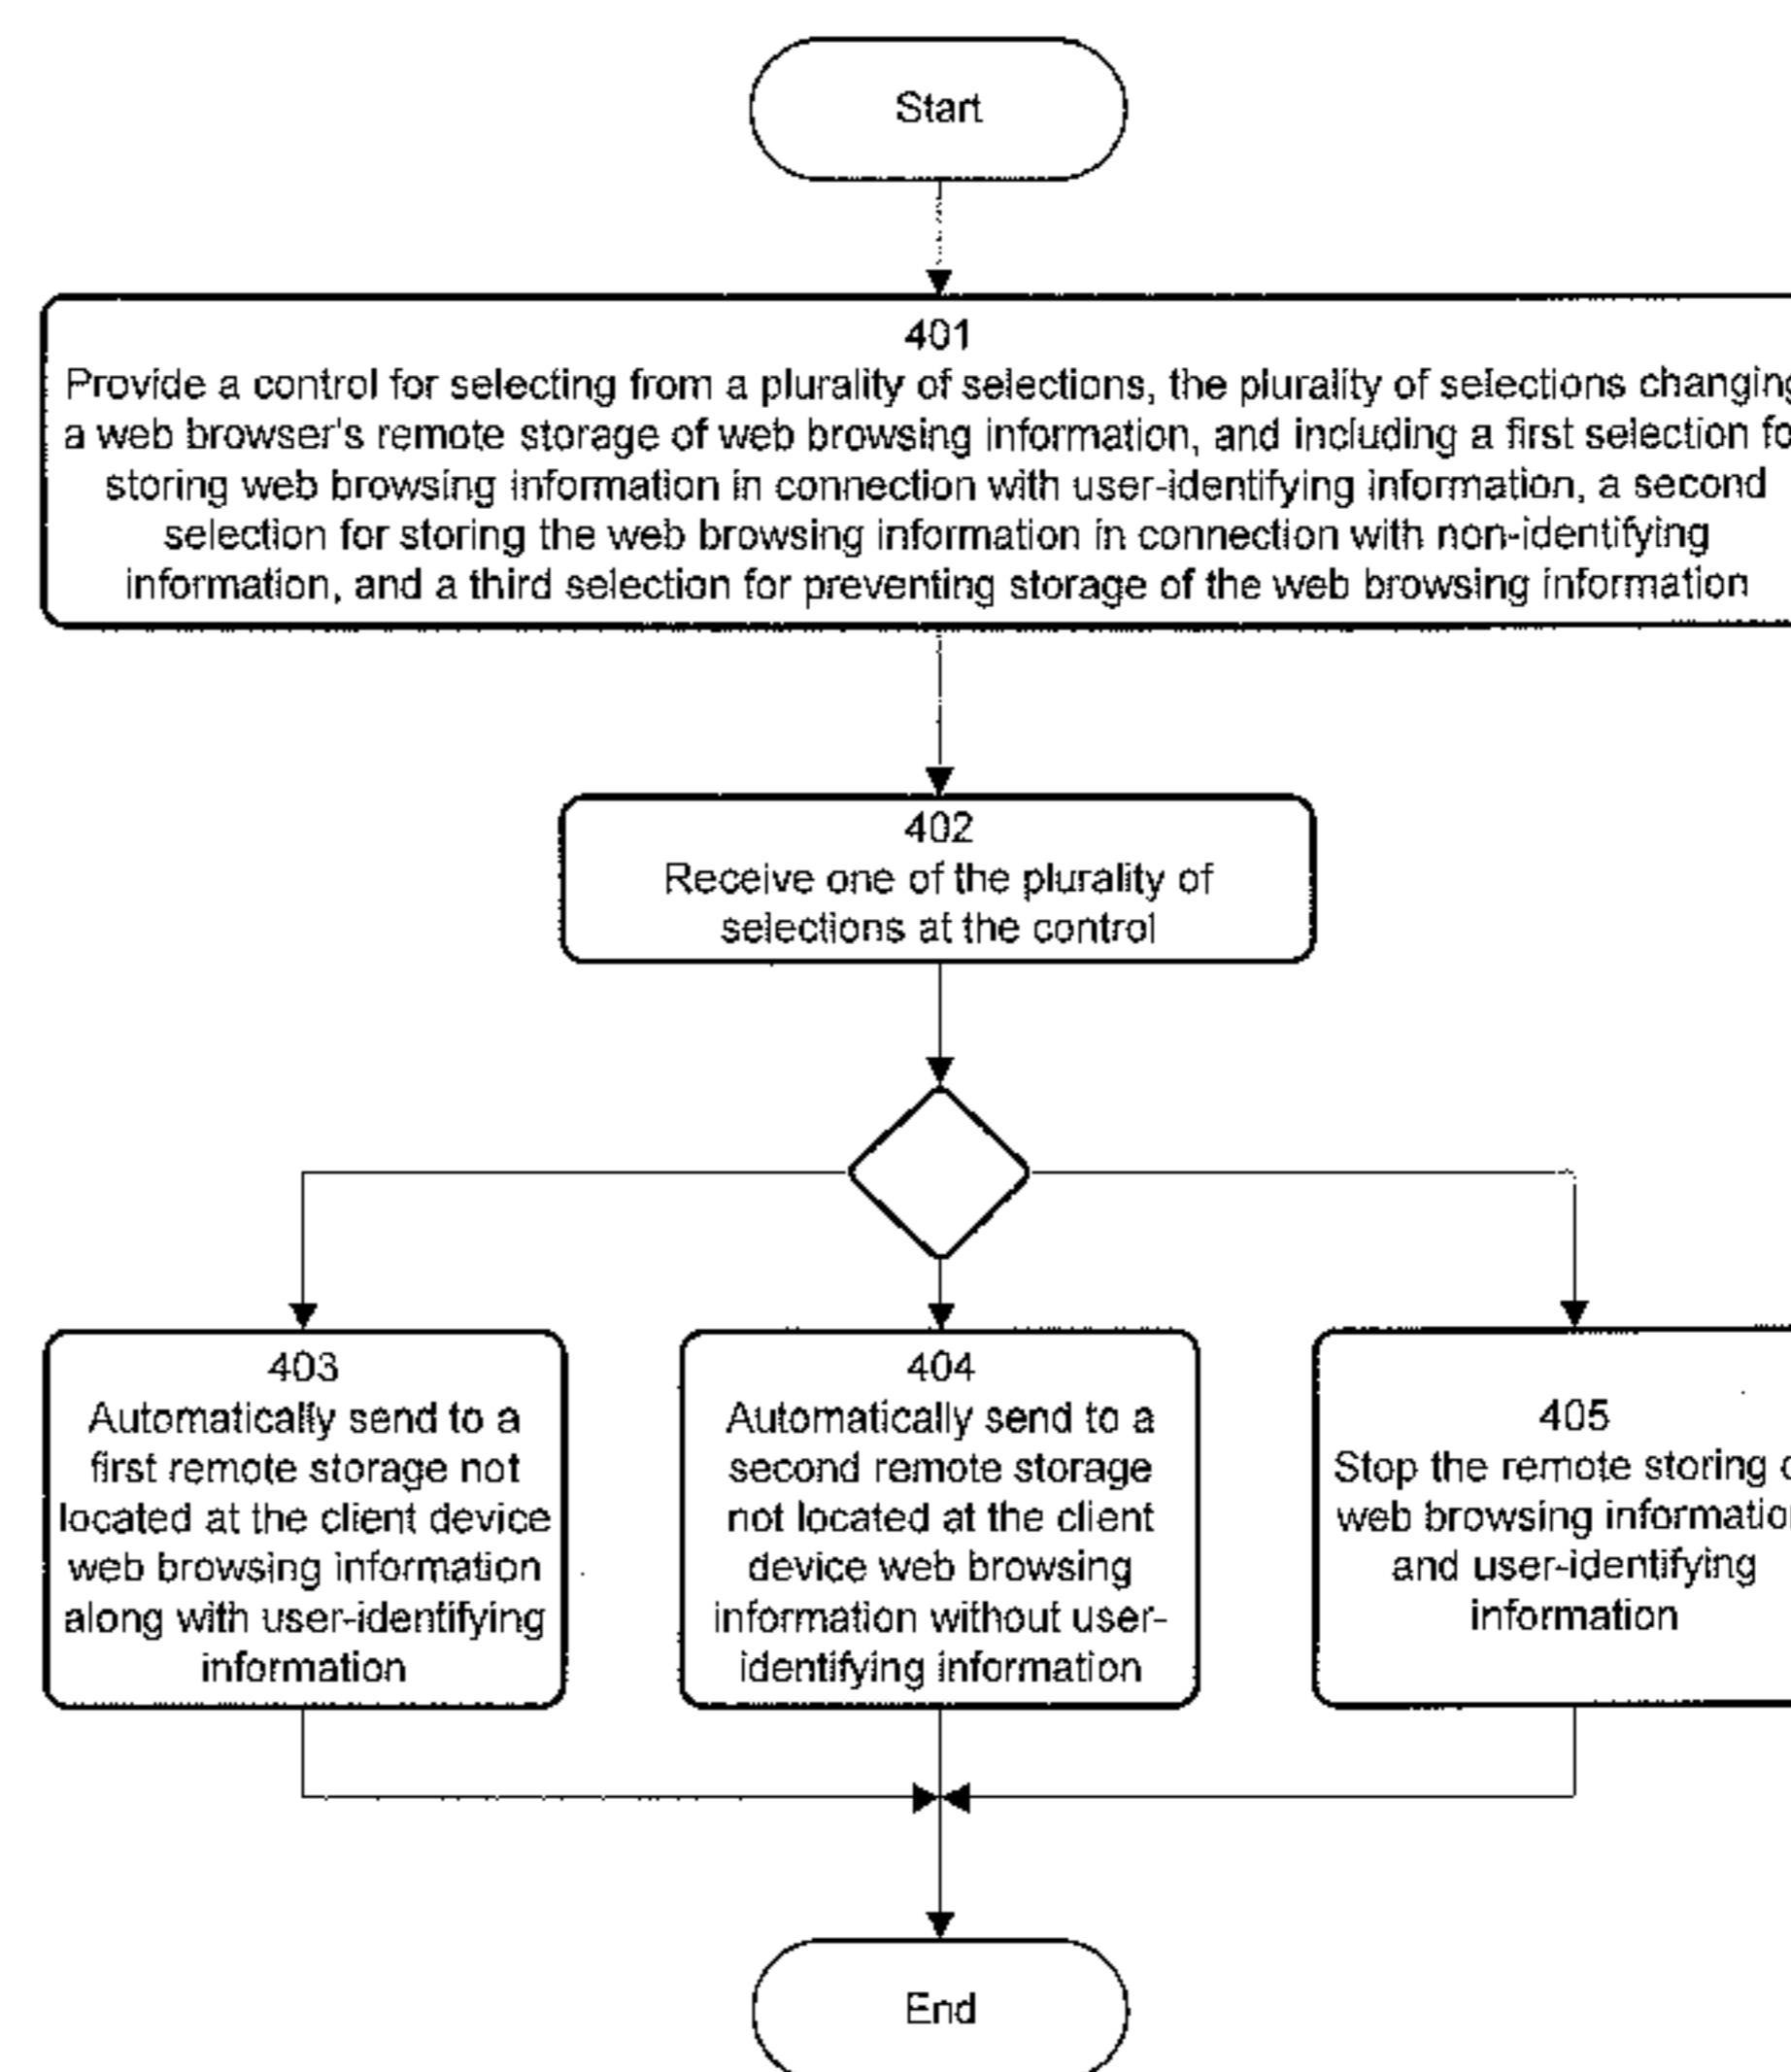 Start
401
Provide a control for selecting from a plurality of selections, the plurality of selections changing
a web browser's remote storage of web browsing information, and including a first selection
storing web browsing information in connection with user-identifying information, a second
selection for storing the web browsing information in connection with non-identifying
information, and a third selection for preventing storage of the web browsing information
402
Receive one of the plurality of
selections at the control
403
Automatically send to a
first remote storage not
located at the client device
web browsing information
along with user-identifying
information
404
Automatically send to a
second remote storage
not located at the client
device web browsing
information without user-
identifying information
405
Stop the remote storing
web browsing information
and user-identifying
information
End